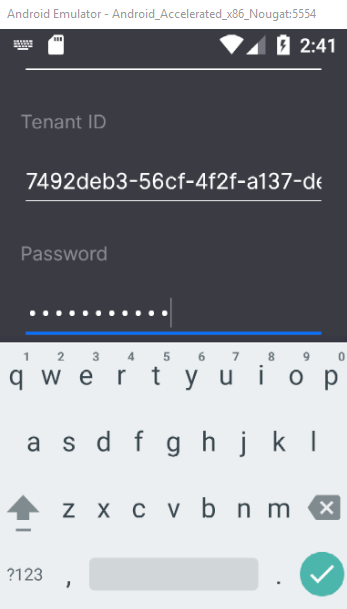 Android Emulator - Android_Accelerated_x86_Nougat:5554
2:41
Tenant ID
7492deb3-56cf-4f2f-a137-de
Password
•••••••••••
1 2 3 4 5 6 7 8 9 0
q w e r t y u i o p
a s d f g h j k l
z x c v b n m
?123 , .